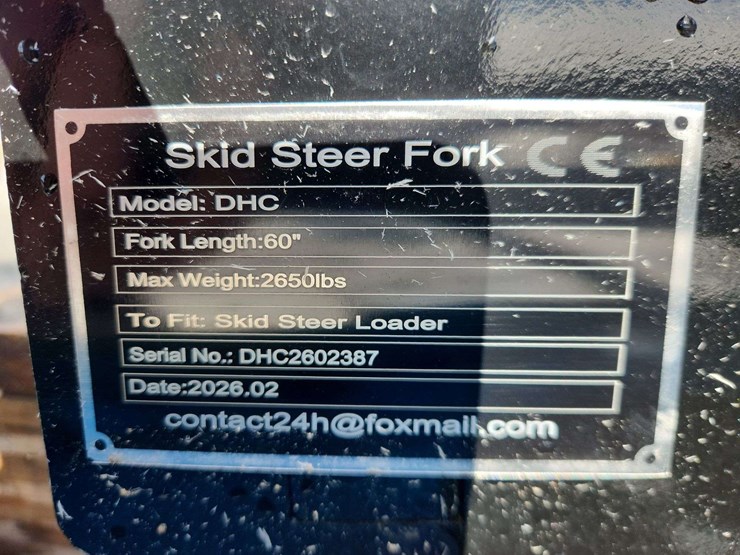 Skid Steer Fork CE
Model: DHC
Fork Length:60"
Max Weight:2650lbs
To Fit: Skid Steer Loader
Serial No.: DHC2602387
Date:2026.02
contact24h@foxmail.com